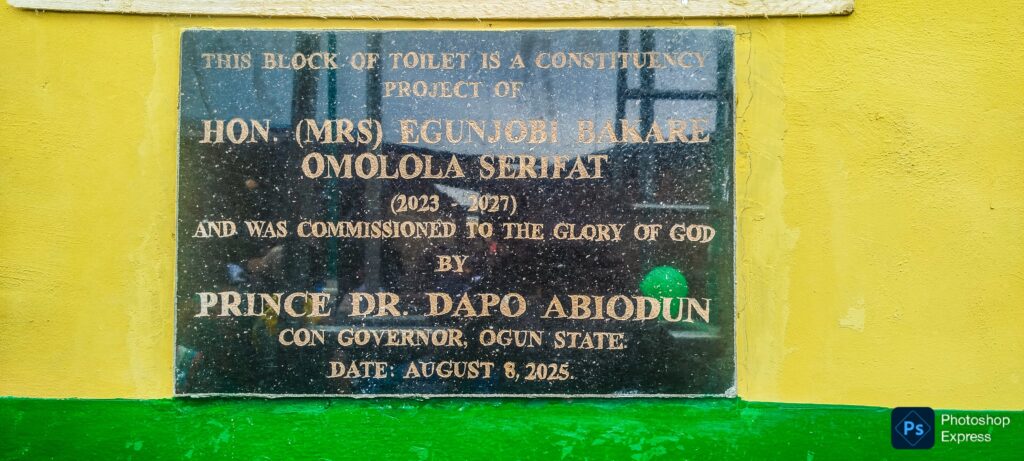 THIS BLOCK OF TOILET IS A CONSTITUENCY
PROJECT OF
HON. (MRS) EGUNJOBI BAKARE
OMOLOLA SERIFAT
(2023 - 2027)
AND WAS COMMISSIONED TO THE GLORY OF GOD
BY
PRINCE DR. DAPO ABIODUN
CON GOVERNOR, OGUN STATE.
DATE: AUGUST 8, 2025.
Ps
Photoshop
Express